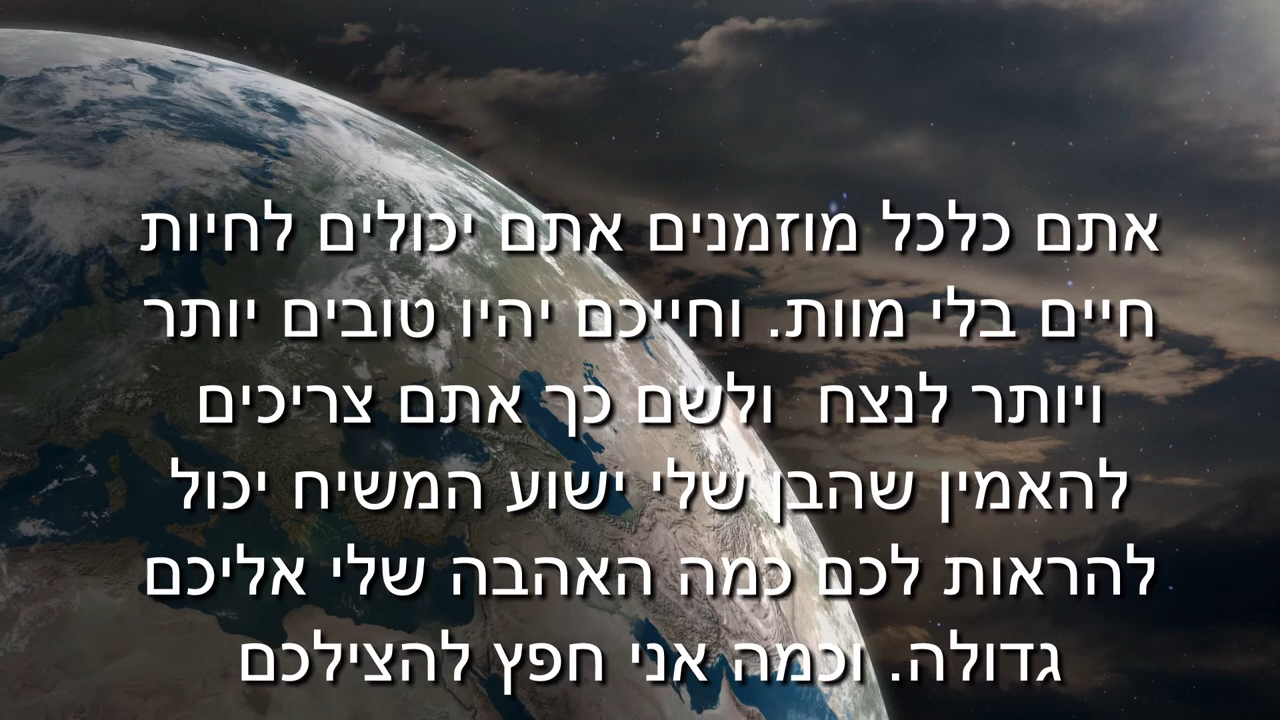 אתם כלכל מוזמנים אתם יכולים לחיות
חיים בלי מוות. וחייכם יהיו טובים יותר
ויותר לנצח  ולשם כך אתם צריכים
להאמין שהבן שלי ישוע המשיח יכול
להראות לכם כמה האהבה שלי אליכם
גדולה. וכמה אני חפץ להצילכם